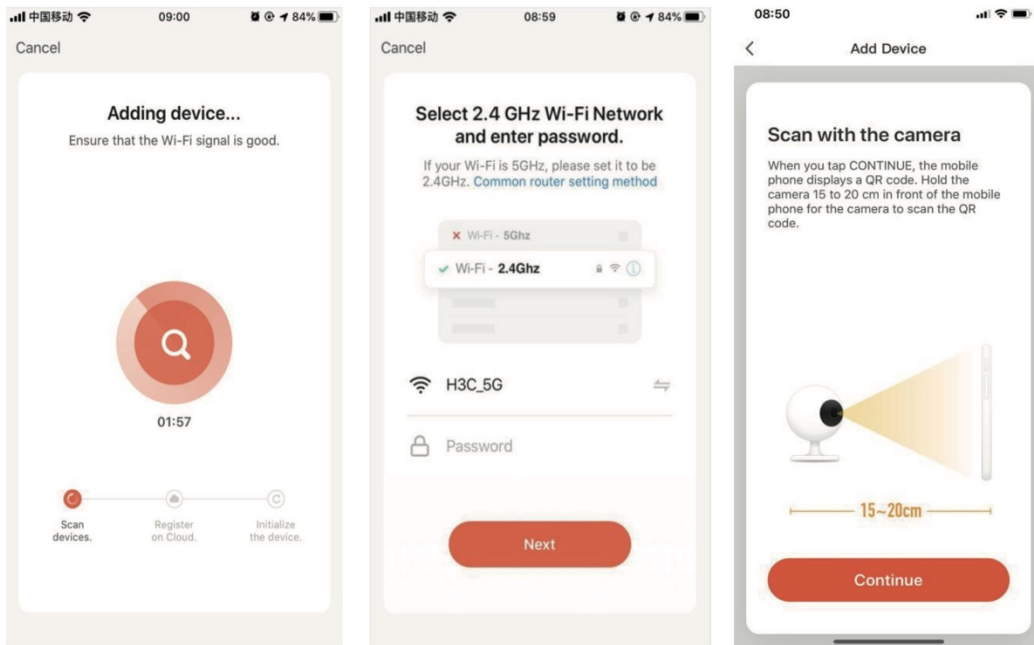 中国移动
09:00
84%
Cancel
Adding device...
Ensure that the Wi-Fi signal is good.
01:57
Scan
devices.
Register
on Cloud.
Initialize
the device.
中国移动
08:59
84%
Cancel
Select 2.4 GHz Wi-Fi Network
and enter password.
If your Wi-Fi is 5GHz, please set it to be
2.4GHz. Common router setting method
Wi-Fi - 5Ghz
Wi-Fi - 2.4Ghz
H3C_5G
Password
Next
08:50
Add Device
Scan with the camera
When you tap CONTINUE, the mobile
phone displays a QR code. Hold the
camera 15 to 20 cm in front of the mobile
phone for the camera to scan the QR
code.
15~20cm
Continue